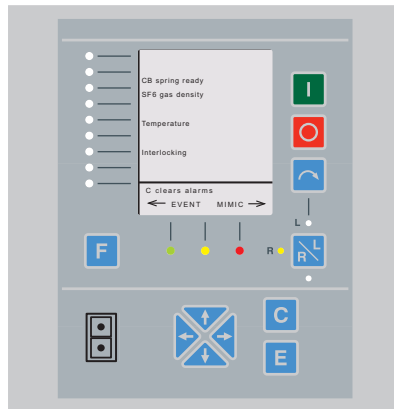 CB spring ready
SF6 gas density
Temperature
Interlocking
C clears alarms
EVENT MIMIC
I
O
L
F
R
L
R
C
E